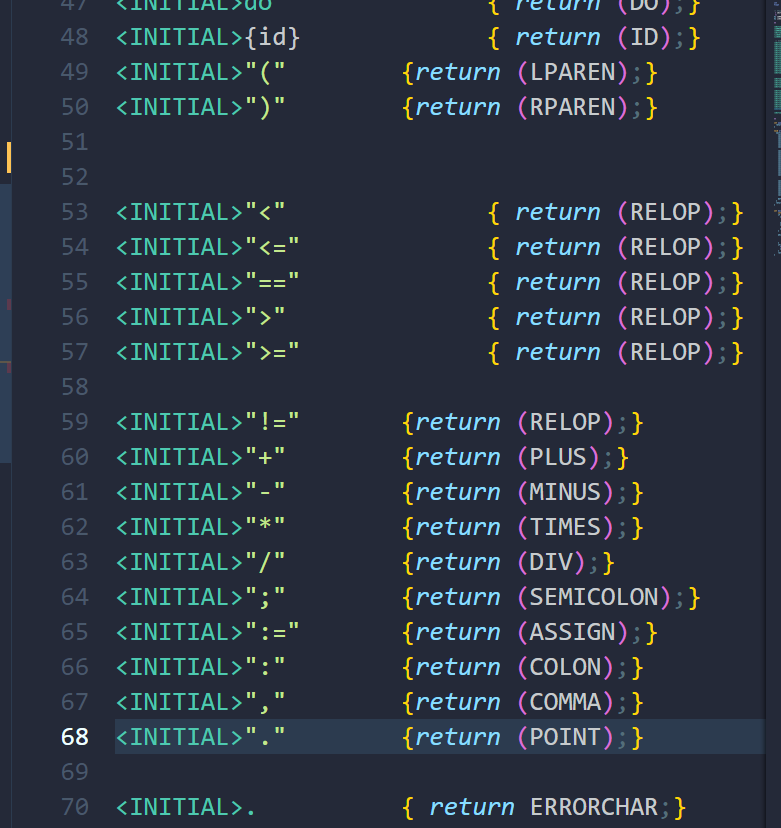 47 <INITIAL>do { return (DO);}
48 <INITIAL>{id} { return (ID);}
49 <INITIAL>"(" {return (LPAREN);}
50 <INITIAL>")" {return (RPAREN);}
51
52
53 <INITIAL>"<" { return (RELOP);}
54 <INITIAL>"<=" { return (RELOP);}
55 <INITIAL>"==" { return (RELOP);}
56 <INITIAL>">" { return (RELOP);}
57 <INITIAL>">=" { return (RELOP);}
58
59 <INITIAL>"!=" {return (RELOP);}
60 <INITIAL>"+" {return (PLUS);}
61 <INITIAL>"-" {return (MINUS);}
62 <INITIAL>"*" {return (TIMES);}
63 <INITIAL>"/" {return (DIV);}
64 <INITIAL>";" {return (SEMICOLON);}
65 <INITIAL>":=" {return (ASSIGN);}
66 <INITIAL>":" {return (COLON);}
67 <INITIAL>"," {return (COMMA);}
68 <INITIAL>"." {return (POINT);}
69
70 <INITIAL>. { return ERRORCHAR;}